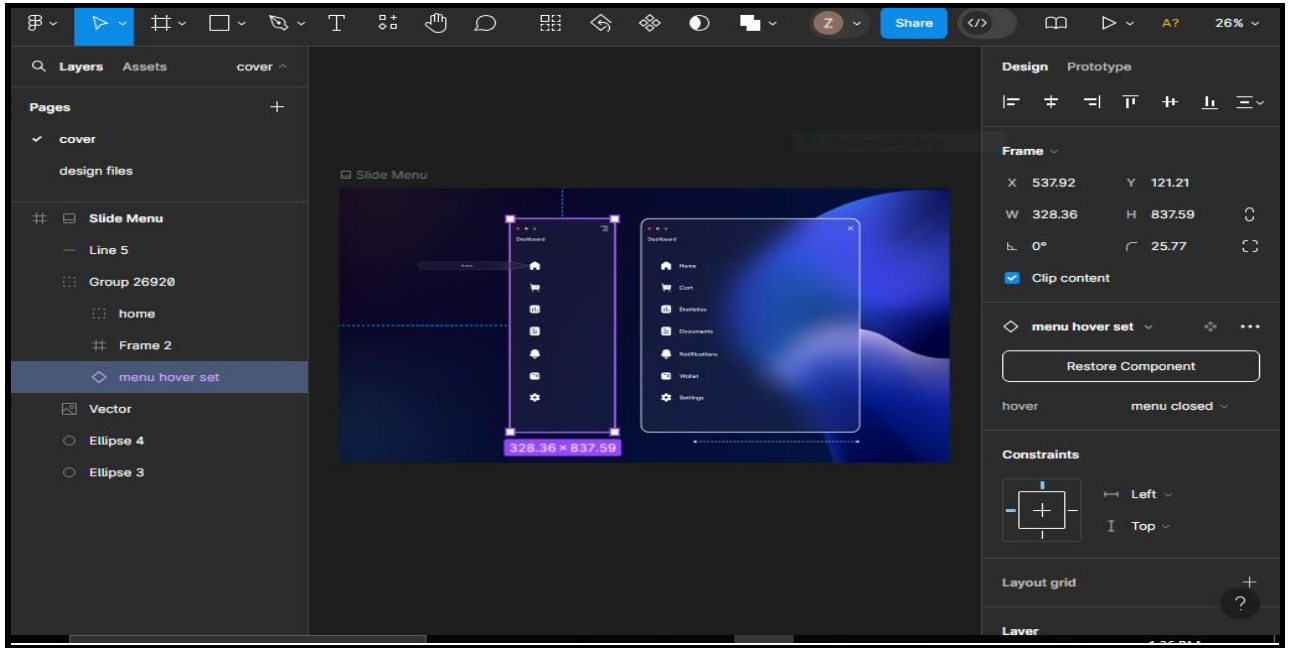 T Z Share </> A? 26%
Layers Assets cover
Pages
cover
design files
Slide Menu
Line 5
Group 26920
home
Frame 2
menu hover set
Vector
Ellipse 4
Ellipse 3
Slide Menu
Dashboard
328.36 × 837.59
Dashboard
Home
Cart
Statistics
Documents
Notifications
Wallet
Settings
Design Prototype
Frame
X 537.92 Y 121.21
W 328.36 H 837.59
0° 25.77
Clip content
menu hover set
Restore Component
hover menu closed
Constraints
Left
Top
Layout grid
?
Layer